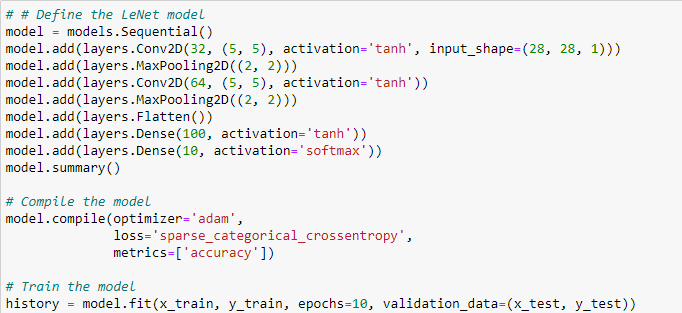 # # Define the LeNet model
model = models.Sequential()
model.add(layers.Conv2D(32, (5, 5), activation='tanh', input_shape=(28, 28, 1)))
model.add(layers.MaxPooling2D((2, 2)))
model.add(layers.Conv2D(64, (5, 5), activation='tanh'))
model.add(layers.MaxPooling2D((2, 2)))
model.add(layers.Flatten())
model.add(layers.Dense(100, activation='tanh'))
model.add(layers.Dense(10, activation='softmax'))
model.summary()

# Compile the model
model.compile(optimizer='adam',
              loss='sparse_categorical_crossentropy',
              metrics=['accuracy'])

# Train the model
history = model.fit(x_train, y_train, epochs=10, validation_data=(x_test, y_test))